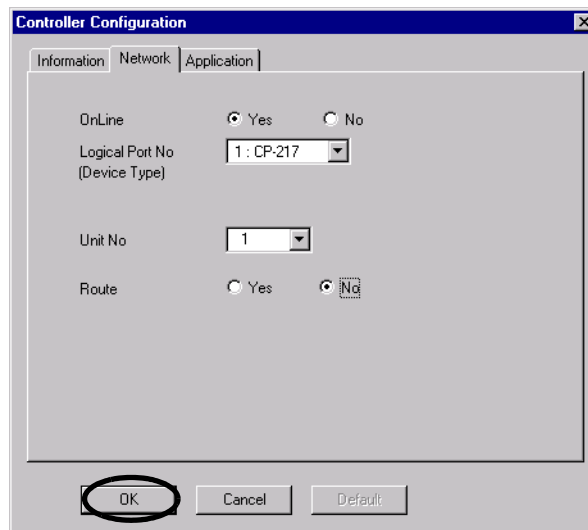 Controller Configuration
Information Network Application
OnLine Yes No
Logical Port No 1 : CP-217
(Device Type)
Unit No 1
Route Yes No
OK Cancel Default